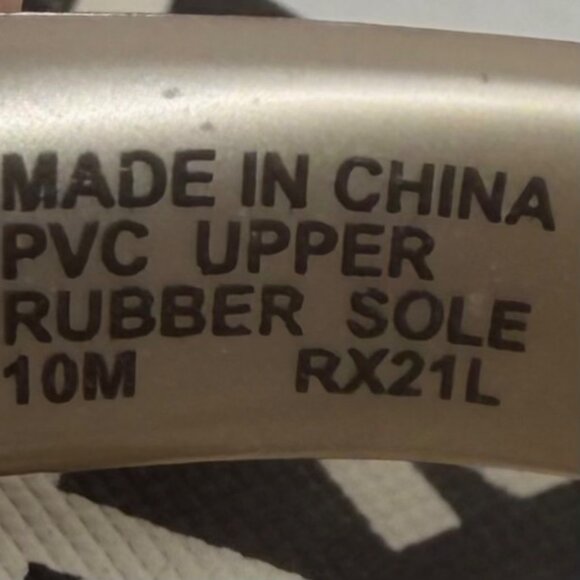 MADE IN CHINA
PVC UPPER
RUBBER SOLE
10M RX21L